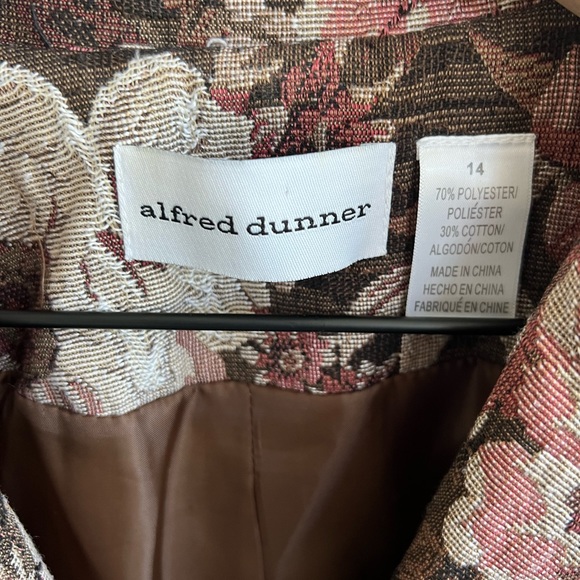 alfred dunner
14
70% POLYESTER/
POLIÉSTER
30% COTTON/
ALGODÓN/COTON
MADE IN CHINA
HECHO EN CHINA
FABRIQUÉ EN CHINE